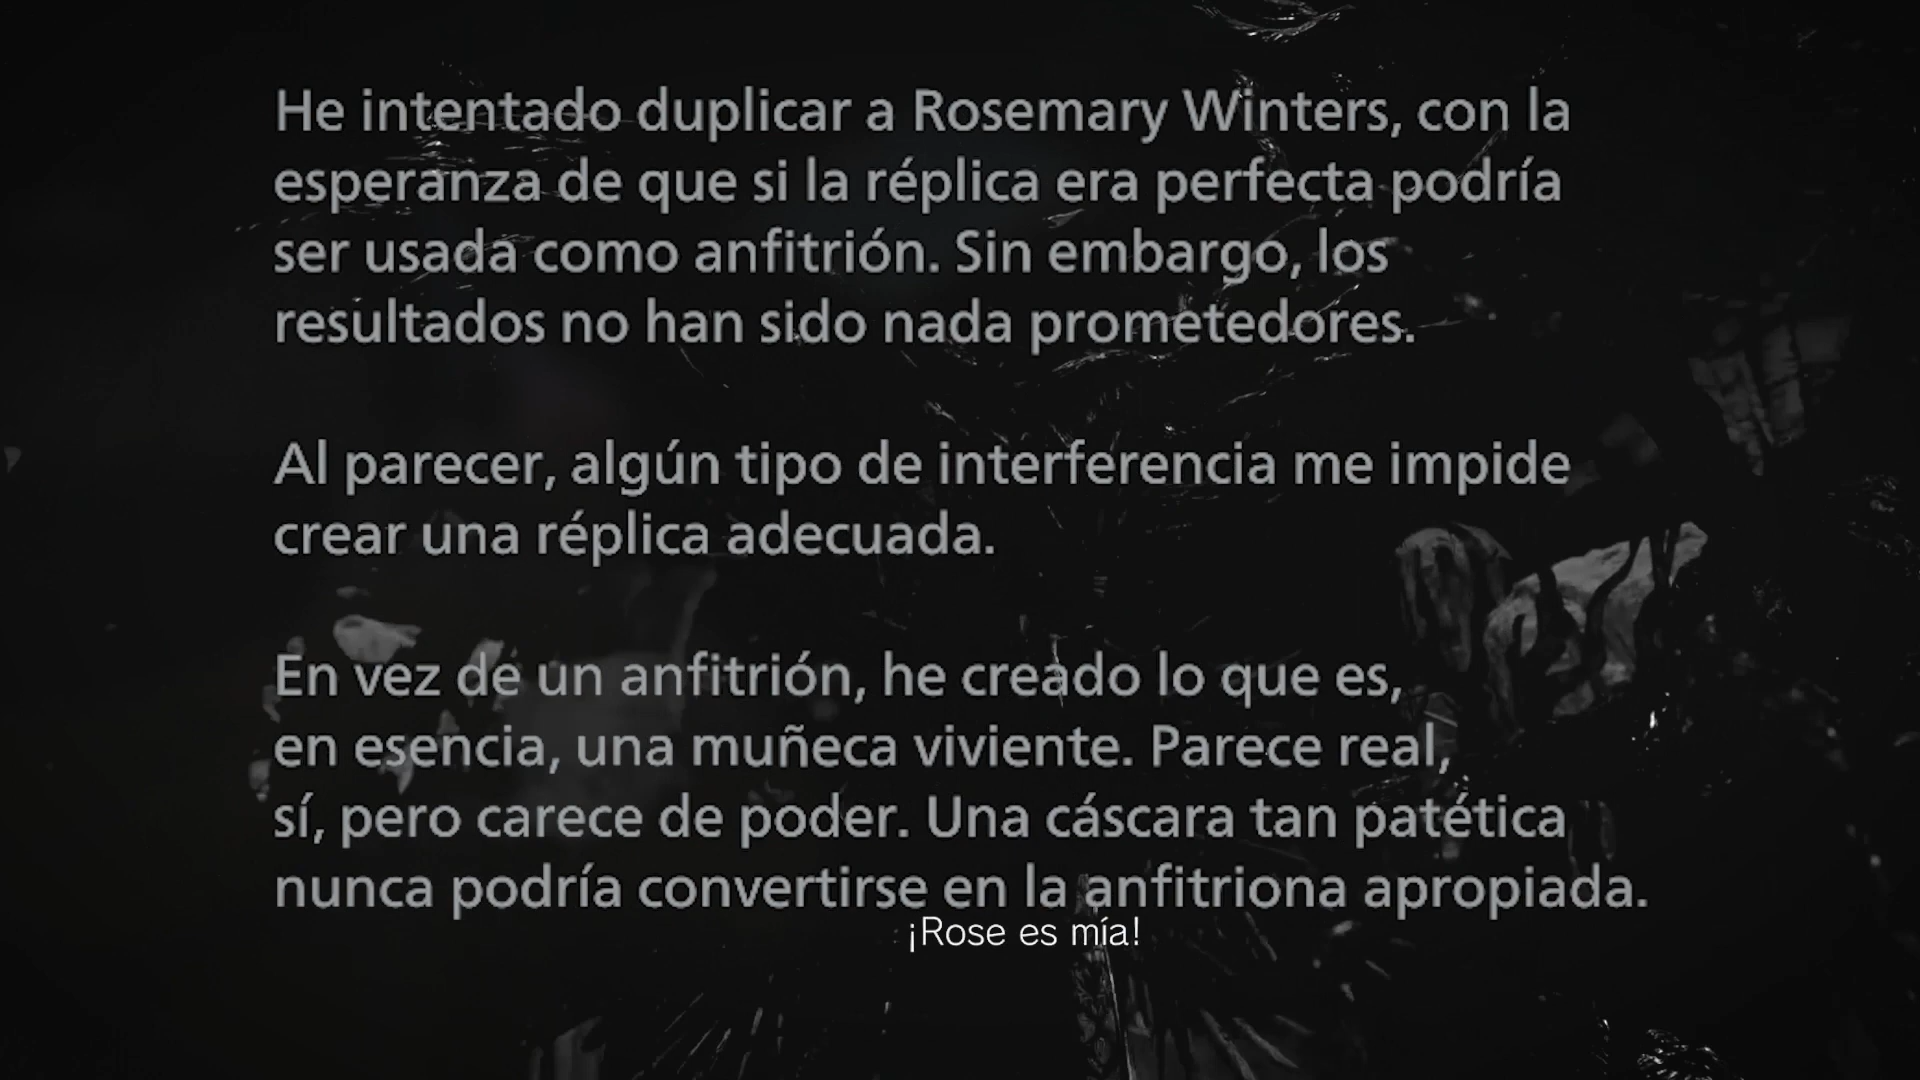 He intentado duplicar a Rosemary Winters, con la
esperanza de que si la réplica era perfecta podría
ser usada como anfitrión. Sin embargo, los
resultados no han sido nada prometedores.
Al parecer, algún tipo de interferencia me impide
crear una réplica adecuada.
En vez de un anfitrión, he creado lo que es,
en esencia, una muñeca viviente. Parece real,
sí, pero carece de poder. Una cáscara tan patética
nunca podría convertirse en la anfitriona apropiada.
¡Rose es mía!